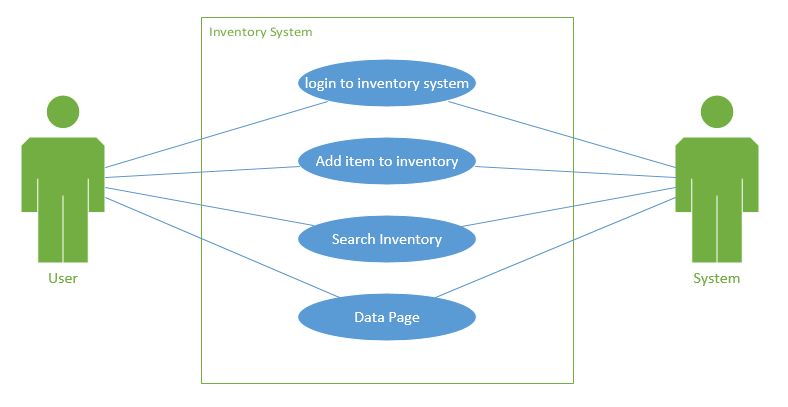 Inventory System
login to inventory system
Add item to inventory
Search Inventory
Data Page
User
System